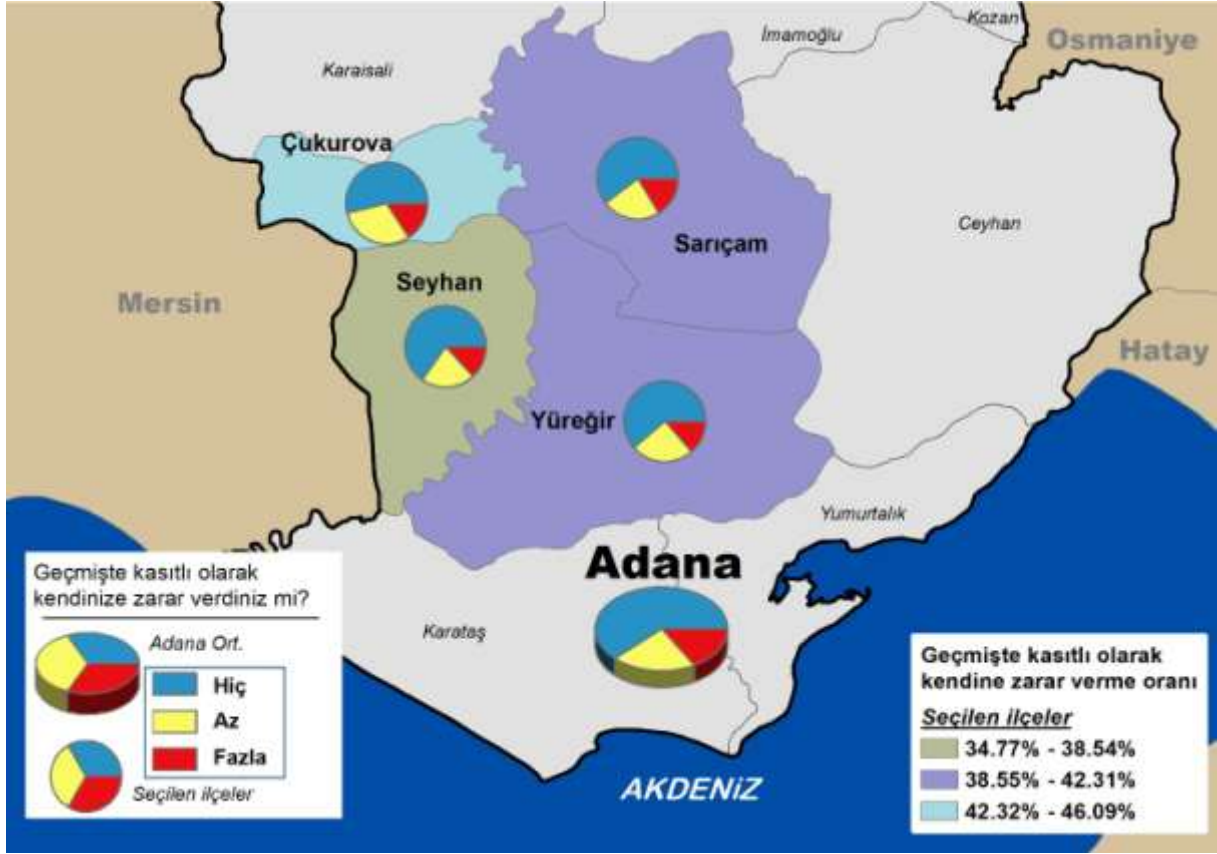 Kozan
İmamoğlu
Osmaniye
Karaisali
Çukurova
Sarıçam
Ceyhan
Seyhan
Mersin
Hatay
Yüreğir
Yumurtalık
Adana
Karataş
AKDENİZ
Geçmişte kasıtlı olarak
kendinize zarar verdiniz mi?
Adana Ort.
Hiç
Az
Fazla
Seçilen ilçeler
Geçmişte kasıtlı olarak
kendine zarar verme oranı
Seçilen ilçeler
34.77% - 38.54%
38.55% - 42.31%
42.32% - 46.09%